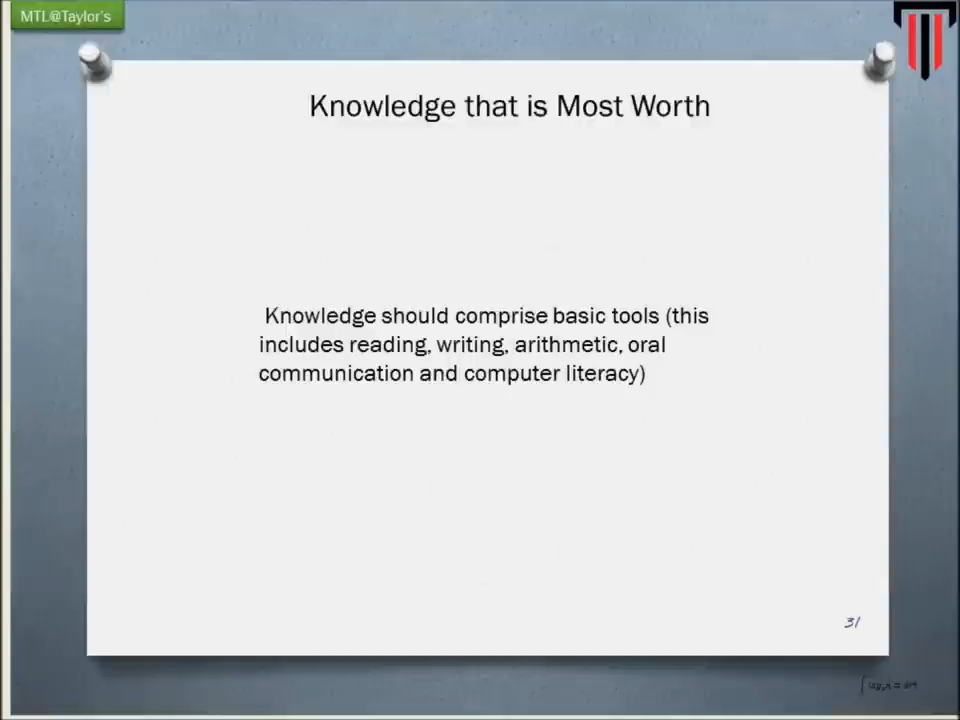 MTL@Taylor's
Knowledge that is Most Worth
Knowledge should comprise basic tools (this
includes reading, writing, arithmetic, oral
communication and computer literacy)
31